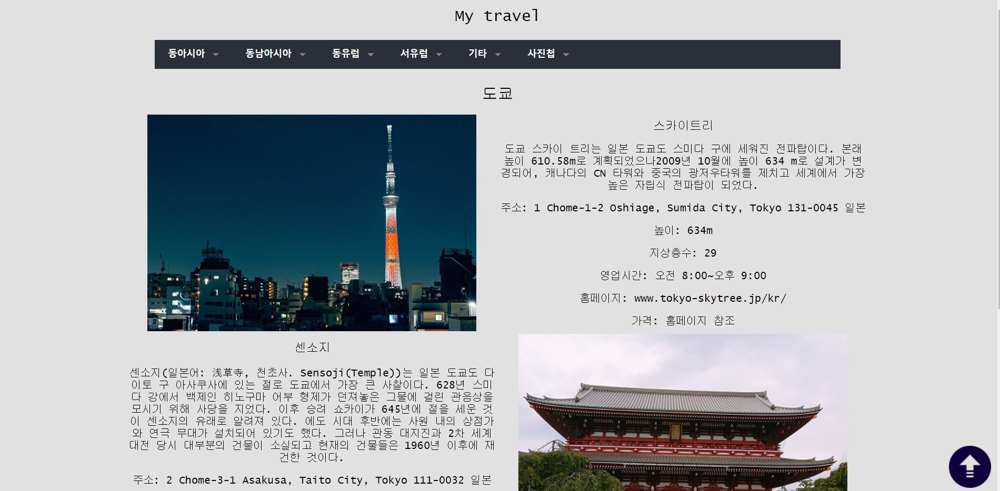 My travel
동아시아 동남아시아 동유럽 서유럽 기타 사진첩
도쿄
스카이트리
도쿄 스카이 트리는 일본 도쿄도 스미다 구에 세워진 전파탑이다. 본래
높이 610.58m로 계획되었으나2009년 10월에 높이 634 m로 설계가 변
경되어, 캐나다의 CN 타워와 중국의 광저우타워를 제치고 세계에서 가장
높은 자립식 전파탑이 되었다.
주소: 1 Chome-1-2 Oshiage, Sumida City, Tokyo 131-0045 일본
높이: 634m
지상층수: 29
영업시간: 오전 8:00~오후 9:00
홈페이지: www.tokyo-skytree.jp/kr/
가격: 홈페이지 참조
센소지
센소지(일본어: 浅草寺, 천초사. Sensoji(Temple))는 일본 도쿄도 다
이토 구 아사쿠사에 있는 절로 도쿄에서 가장 큰 사찰이다. 628년 스미
다 강에서 백제인 히노구마 어부 형제가 던져놓은 그물에 걸린 관음상을
모시기 위해 사당을 지었다. 이후 승려 쇼카이가 645년에 절을 세운 것
이 센소지의 유래로 알려져 있다. 에도 시대 후반에는 사원 내의 상점가
와 연극 무대가 설치되어 있기도 했다. 그러나 관동 대지진과 2차 세계
대전 당시 대부분의 건물이 소실되고 현재의 건물들은 1960년 이후에 재
건한 것이다.
주소: 2 Chome-3-1 Asakusa, Taito City, Tokyo 111-0032 일본